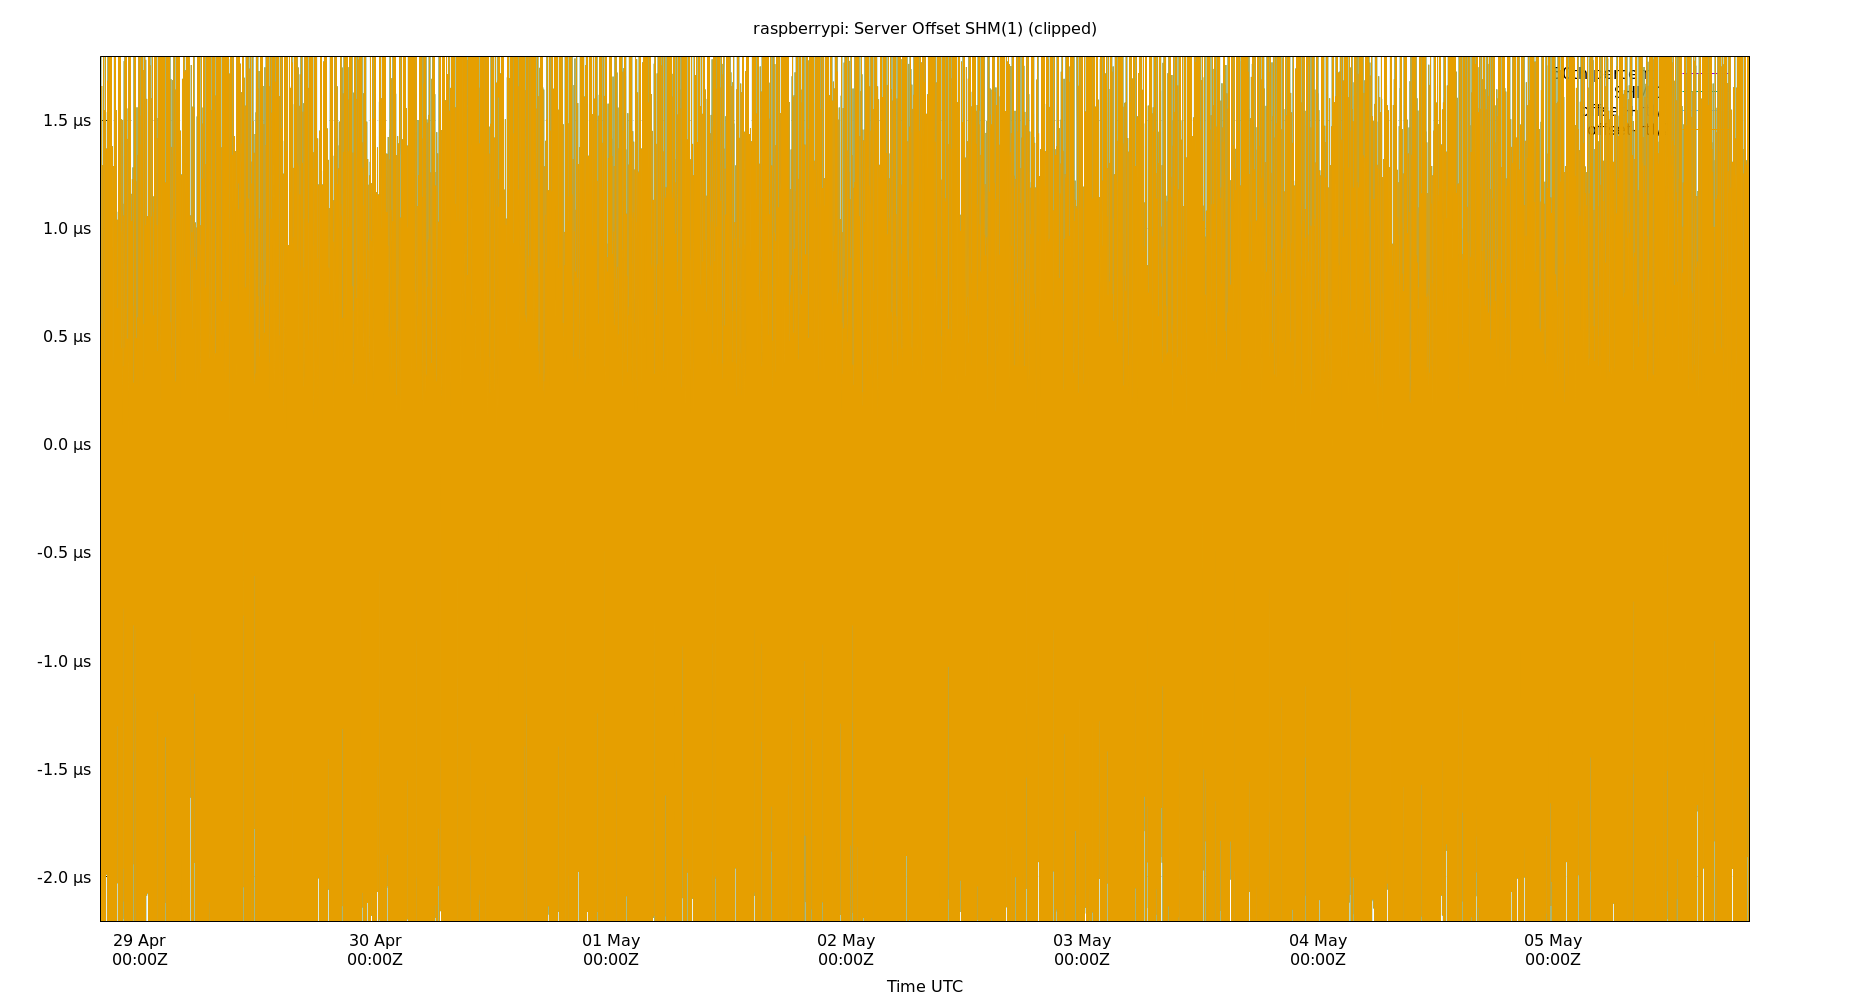 raspberrypi: Server Offset SHM(1) (clipped)
1.5 µs
1.0 µs
0.5 µs
0.0 µs
-0.5 µs
-1.0 µs
-1.5 µs
-2.0 µs
29 Apr 30 Apr 01 May 02 May 03 May 04 May 05 May
00:00Z 00:00Z 00:00Z 00:00Z 00:00Z 00:00Z 00:00Z
Time UTC